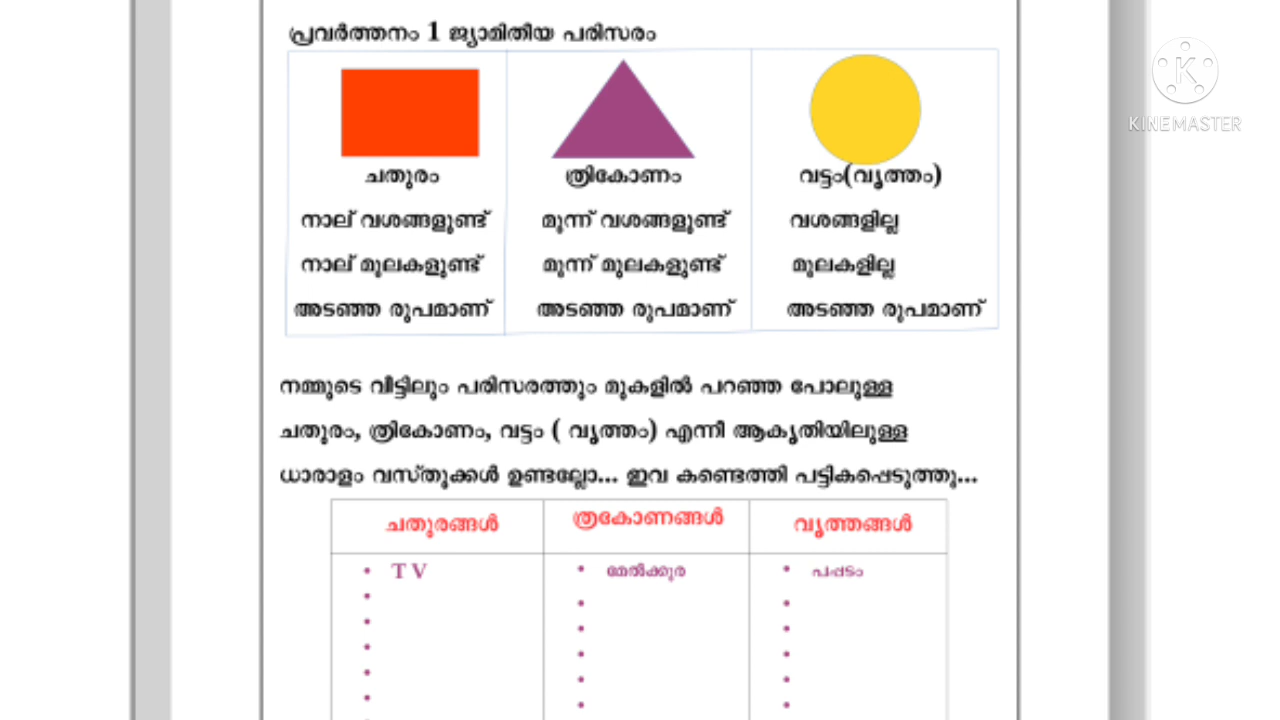 പ്രവർത്തനം 1 ജ്യാമിതീയ പരിസരം
KINEMASTER
ചതുരം ത്രികോണം വട്ടം(വൃത്തം)
നാല് വശങ്ങളുണ്ട് മൂന്ന് വശങ്ങളുണ്ട് വശങ്ങളില്ല
നാല് മൂലകളുണ്ട് മൂന്ന് മൂലകളുണ്ട് മൂലകളില്ല
അടഞ്ഞ രൂപമാണ് അടഞ്ഞ രൂപമാണ് അടഞ്ഞ രൂപമാണ്
നമ്മുടെ വീട്ടിലും പരിസരത്തും മുകളിൽ പറഞ്ഞ പോലുള്ള
ചതുരം, ത്രികോണം, വട്ടം ( വൃത്തം) എന്നീ ആകൃതിയിലുള്ള
ധാരാളം വസ്തുക്കൾ ഉണ്ടല്ലോ... ഇവ കണ്ടെത്തി പട്ടികപ്പെടുത്തൂ...
ചതുരങ്ങൾ ത്രകോണങ്ങൾ വൃത്തങ്ങൾ
• T V • മേൽക്കുര • പപ്പടം